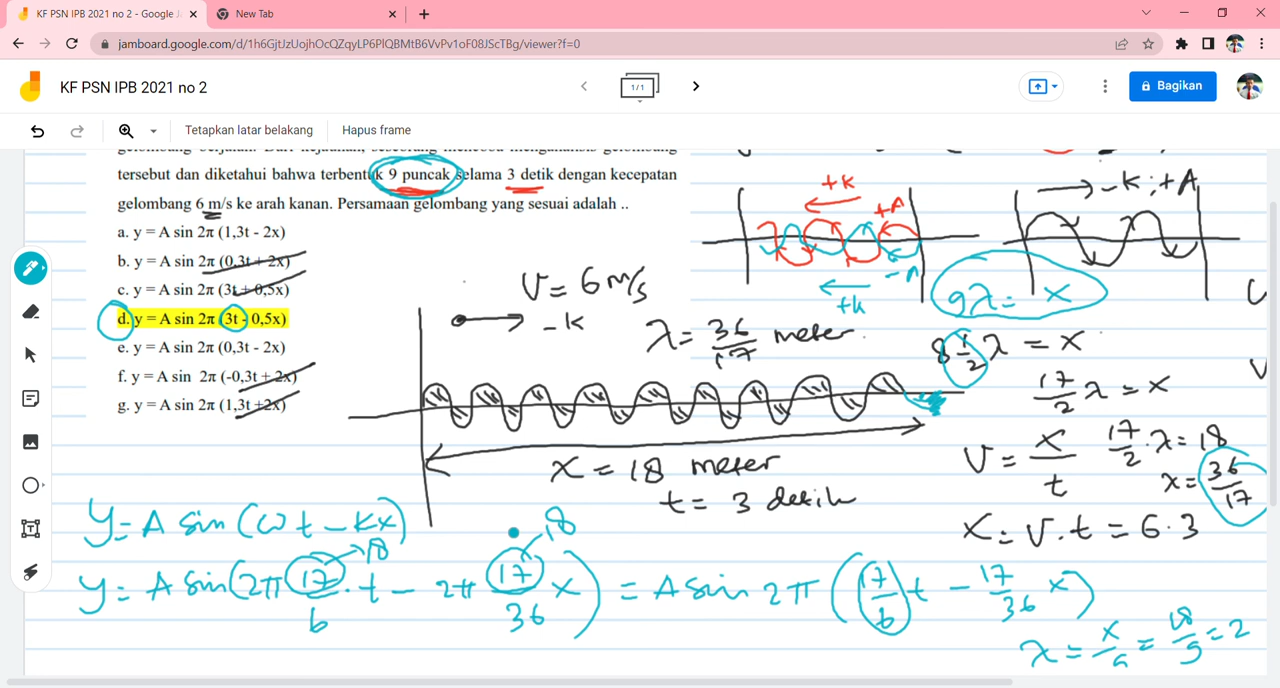 KF PSN IPB 2021 no 2 - Google J
New Tab
jamboard.google.com/d/1h6GjtJzUojhOcQZqyLP6PlQBMtB6VvPv1oF08JScTBg/viewer?f=0
KF PSN IPB 2021 no 2
1/1
Bagikan
Tetapkan latar belakang
Hapus frame
tersebut dan diketahui bahwa terbentuk 9 puncak selama 3 detik dengan kecepatan
gelombang 6 m/s ke arah kanan. Persamaan gelombang yang sesuai adalah ..
a. y = A sin 2π (1,3t - 2x)
b. y = A sin 2π (0,3t + 2x)
c. y = A sin 2π (3t + 0,5x)
d. y = A sin 2π (3t - 0,5x)
e. y = A sin 2π (0,3t - 2x)
f. y = A sin 2π (-0,3t + 2x)
g. y = A sin 2π (1,3t +2x)
+k
+A
-A
+k
-k ; +A
V = 6 m/s
-k
λ = 36/17 meter
9λ = x
8 1/2 λ = x
17/2 λ = x
V = x/t
17/2 . λ = 18
λ = 36/17
x = 18 meter
t = 3 detik
x = v . t = 6 . 3
y = A sin (ωt - kx)
18
18
y = A sin (2π 17/6 . t - 2π 17/36 x) = A sin 2π (17/6 t - 17/36 x)
λ = x/9 = 18/9 = 2